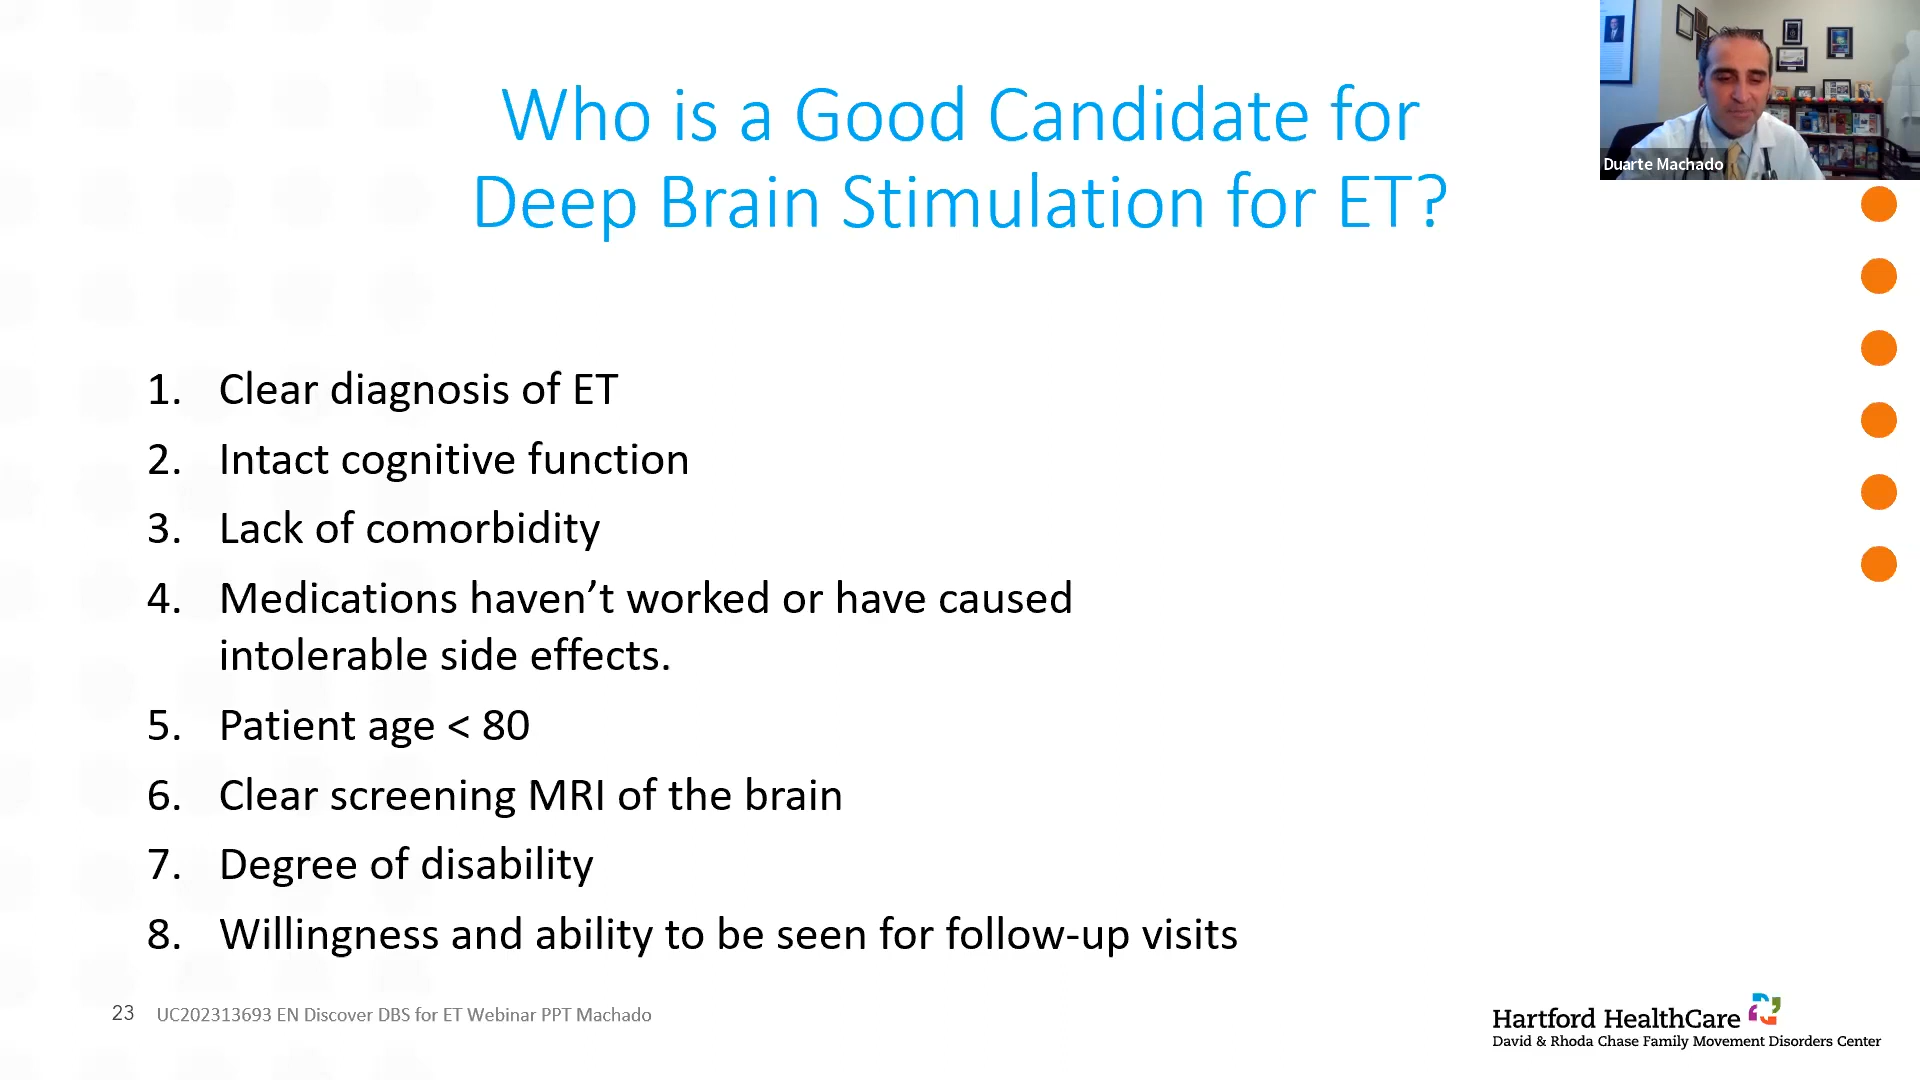 Who is a Good Candidate for
Deep Brain Stimulation for ET?
Duarte Machado
1. Clear diagnosis of ET
2. Intact cognitive function
3. Lack of comorbidity
4. Medications haven’t worked or have caused
intolerable side effects.
5. Patient age < 80
6. Clear screening MRI of the brain
7. Degree of disability
8. Willingness and ability to be seen for follow-up visits
23 UC202313693 EN Discover DBS for ET Webinar PPT Machado
Hartford HealthCare
David & Rhoda Chase Family Movement Disorders Center